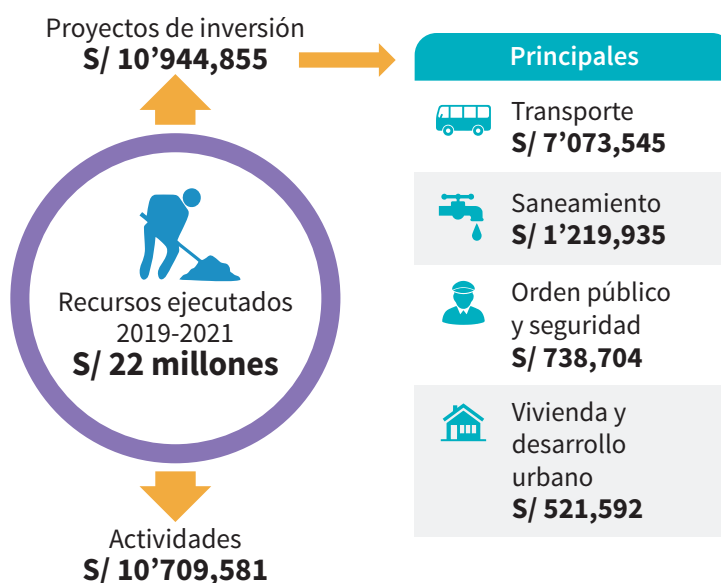 Proyectos de inversión
S/ 10’944,855
Recursos ejecutados
2019-2021
S/ 22 millones
Actividades
S/ 10’709,581
Principales
Transporte
S/ 7’073,545
Saneamiento
S/ 1’219,935
Orden público
y seguridad
S/ 738,704
Vivienda y
desarrollo
urbano
S/ 521,592